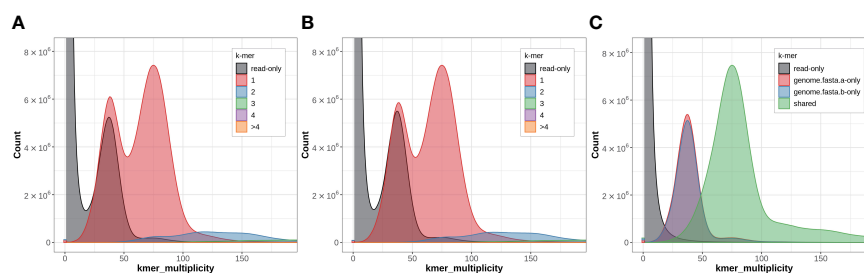 A
B
C
8 × 10⁶
6 × 10⁶
4 × 10⁶
2 × 10⁶
0
Count
0
50
100
150
kmer_multiplicity
k-mer
read-only
1
2
3
4
>4
8 × 10⁶
6 × 10⁶
4 × 10⁶
2 × 10⁶
0
Count
0
50
100
150
kmer_multiplicity
k-mer
read-only
1
2
3
4
>4
8 × 10⁶
6 × 10⁶
4 × 10⁶
2 × 10⁶
0
Count
0
50
100
150
kmer_multiplicity
k-mer
read-only
genome.fasta.a-only
genome.fasta.b-only
shared